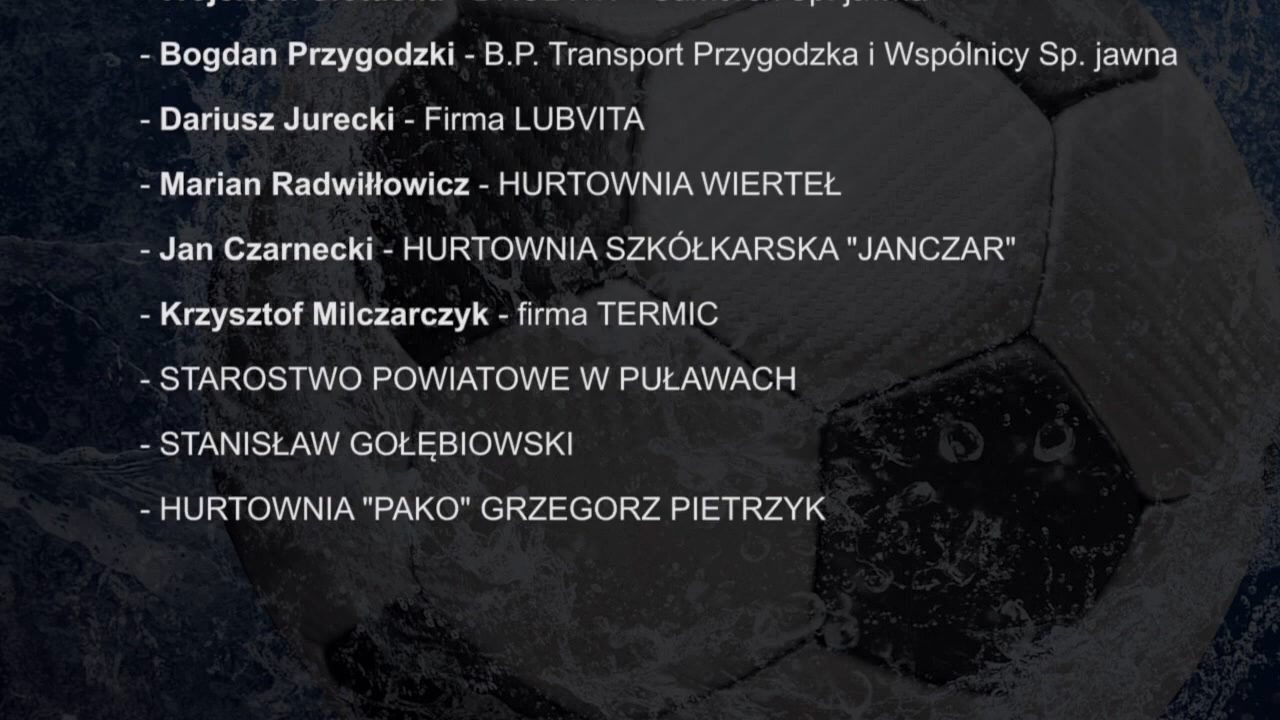 - Bogdan Przygodzki - B.P. Transport Przygodzka i Wspólnicy Sp. jawna
- Dariusz Jurecki - Firma LUBVITA
- Marian Radwiłłowicz - HURTOWNIA WIERTEŁ
- Jan Czarnecki - HURTOWNIA SZKÓŁKARSKA "JANCZAR"
- Krzysztof Milczarczyk - firma TERMIC
- STAROSTWO POWIATOWE W PUŁAWACH
- STANISŁAW GOŁĘBIOWSKI
- HURTOWNIA "PAKO" GRZEGORZ PIETRZYK